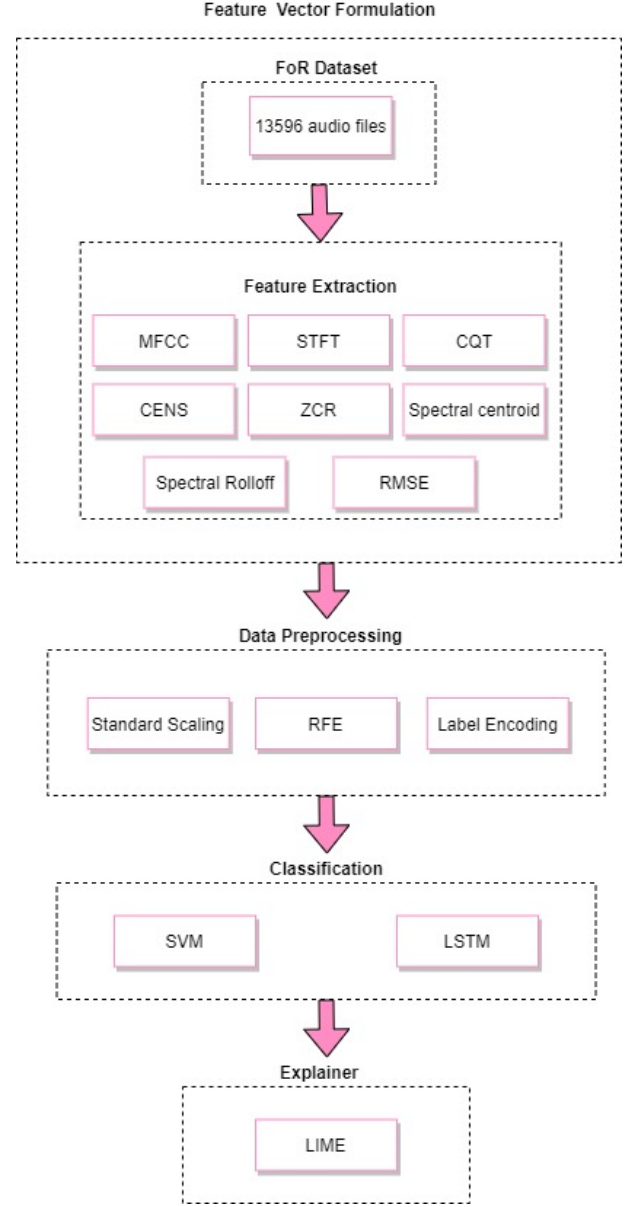 Feature Vector Formulation
FoR Dataset
13596 audio files
Feature Extraction
MFCC
STFT
CQT
CENS
ZCR
Spectral centroid
Spectral Rolloff
RMSE
Data Preprocessing
Standard Scaling
RFE
Label Encoding
Classification
SVM
LSTM
Explainer
LIME